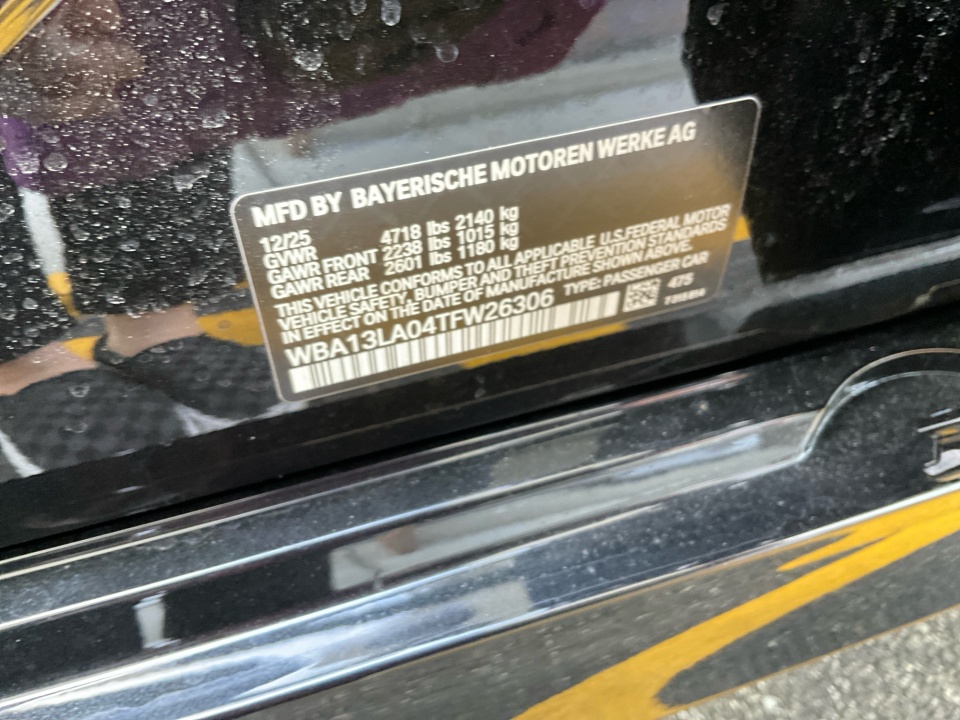 MFD BY BAYERISCHE MOTOREN WERKE AG
12/25
GVWR 4718 lbs 2140 kg
GAWR FRONT 2238 lbs 1015 kg
GAWR REAR 2601 lbs 1180 kg
THIS VEHICLE CONFORMS TO ALL APPLICABLE U.S.FEDERAL MOTOR
VEHICLE SAFETY, BUMPER AND THEFT PREVENTION STANDARDS
IN EFFECT ON THE DATE OF MANUFACTURE SHOWN ABOVE.
WBA13LA04TFW26306 TYPE: PASSENGER CAR
475